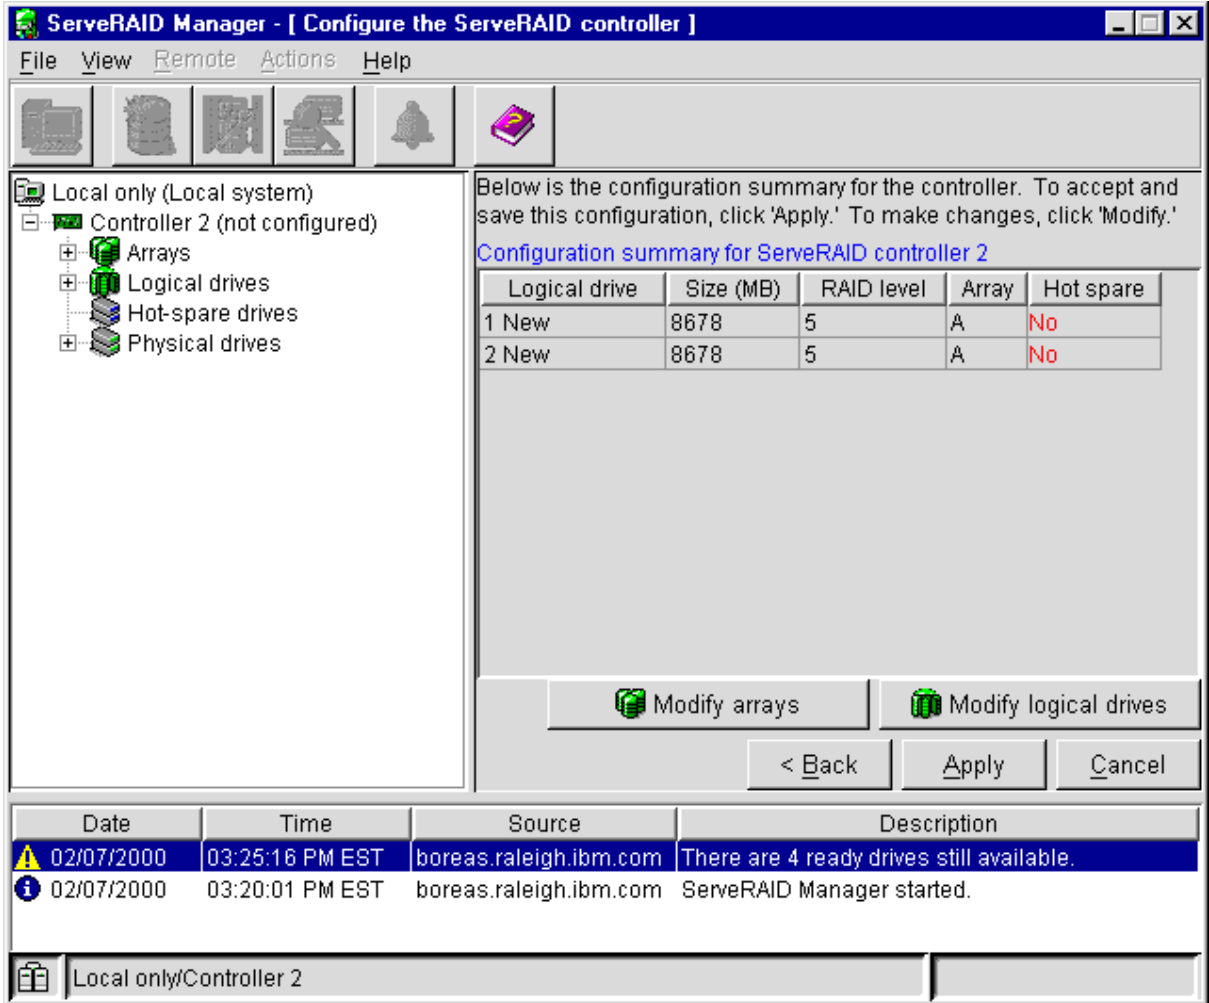 ServeRAID Manager - [ Configure the ServeRAID controller ]
File View Remote Actions Help
Local only (Local system)
Controller 2 (not configured)
Arrays
Logical drives
Hot-spare drives
Physical drives
Below is the configuration summary for the controller. To accept and
save this configuration, click 'Apply.' To make changes, click 'Modify.'
Configuration summary for ServeRAID controller 2
Logical drive Size (MB) RAID level Array Hot spare
1 New 8678 5 A No
2 New 8678 5 A No
Modify arrays Modify logical drives
< Back Apply Cancel
Date Time Source Description
02/07/2000 03:25:16 PM EST boreas.raleigh.ibm.com There are 4 ready drives still available.
02/07/2000 03:20:01 PM EST boreas.raleigh.ibm.com ServeRAID Manager started.
Local only/Controller 2